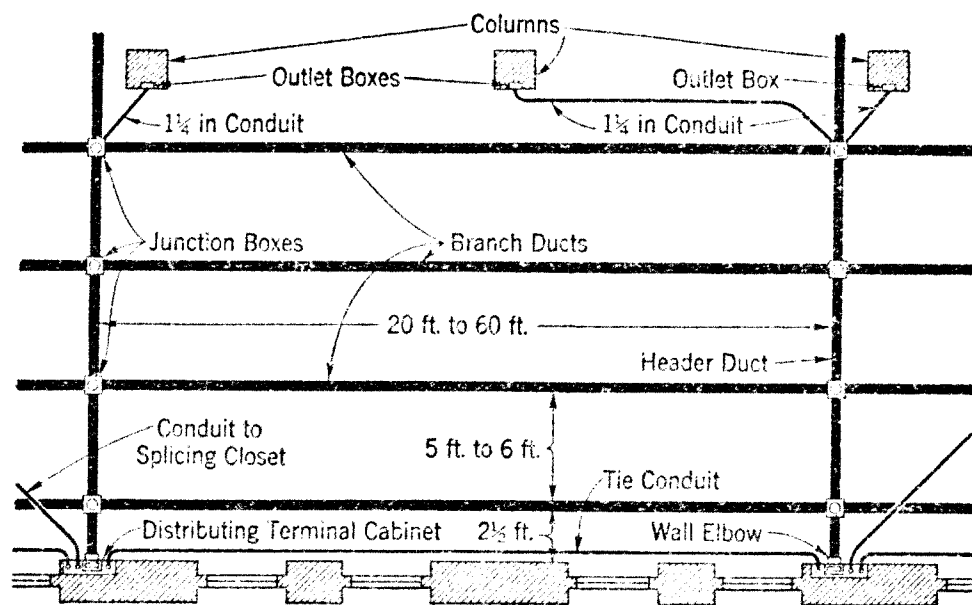 Columns
Outlet Boxes
Outlet Box
1¼ in Conduit
1¼ in Conduit
Junction Boxes
Branch Ducts
20 ft. to 60 ft.
Header Duct
Conduit to
Splicing Closet
5 ft. to 6 ft.
Tie Conduit
Distributing Terminal Cabinet
2½ ft.
Wall Elbow